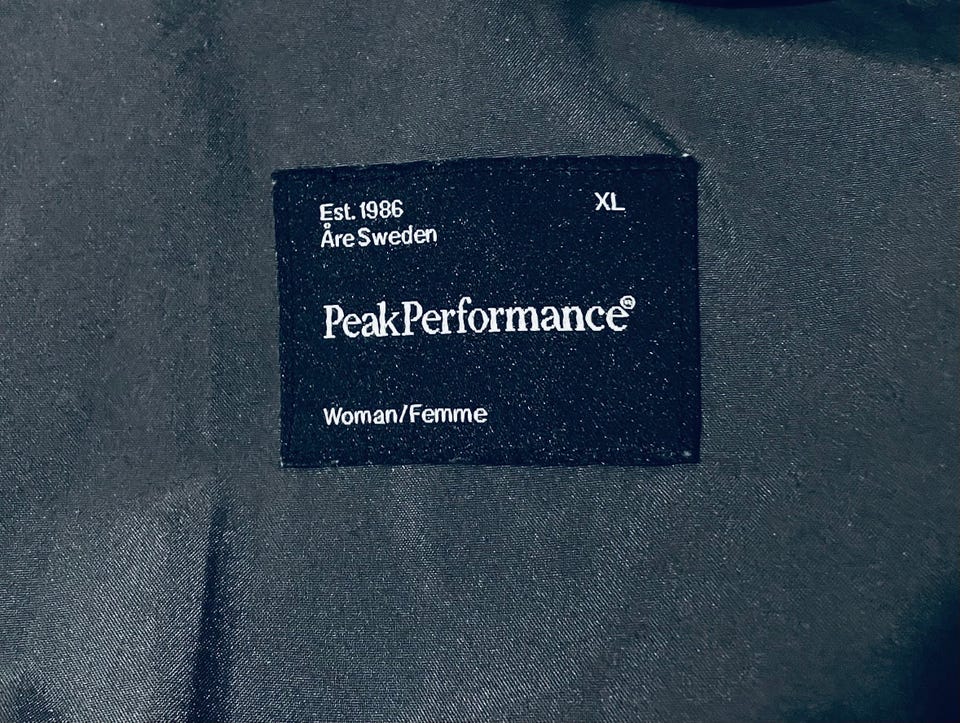 Est. 1986
XL
Åre Sweden
PeakPerformance®
Woman/Femme